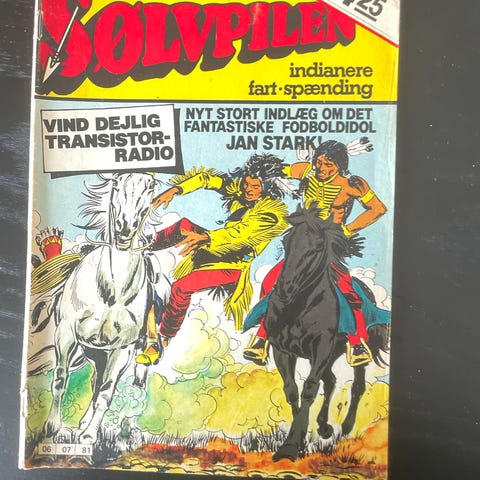 SØLVPILEN
25
indianere
fart·spænding
VIND DEJLIG
TRANSISTOR-
RADIO
NYT STORT INDLÆG OM DET
FANTASTISKE FODBOLDIDOL
JAN STARK!
06 07 81